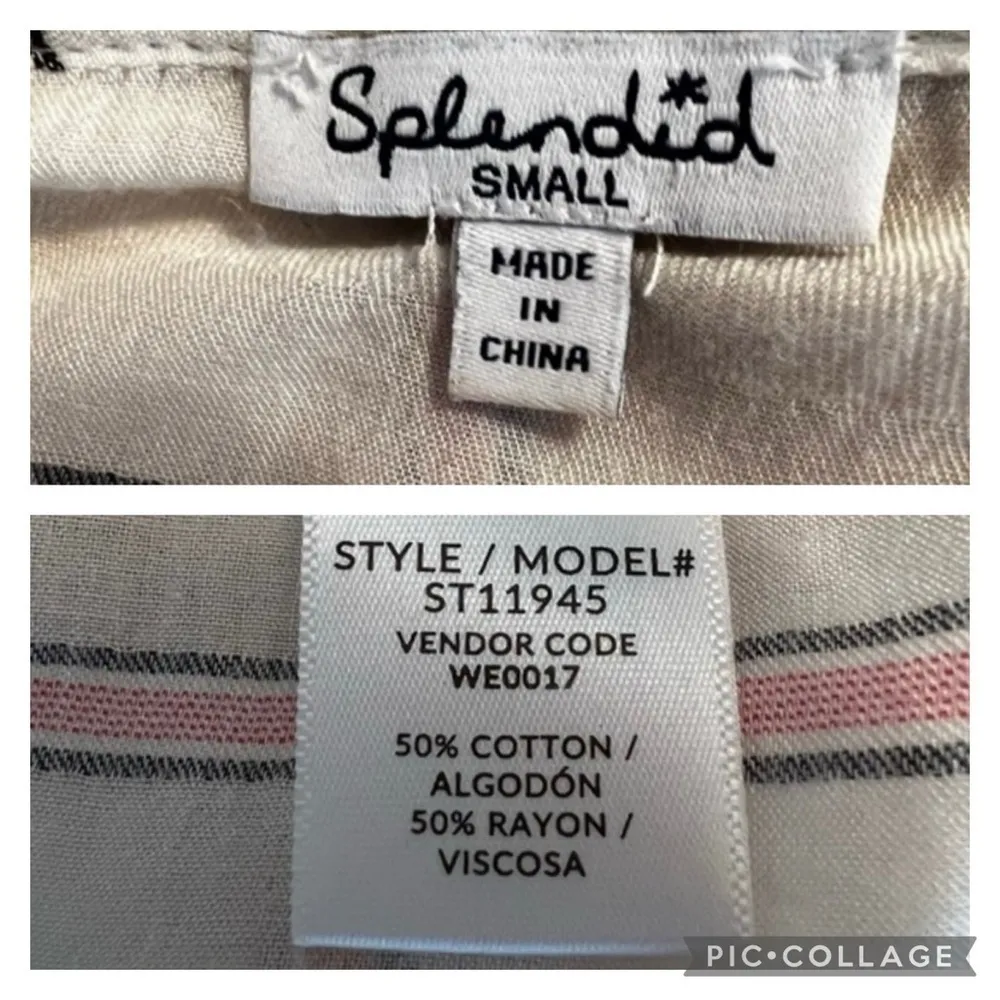 Splendid
SMALL
MADE
IN
CHINA
STYLE / MODEL#
ST11945
VENDOR CODE
WE0017
50% COTTON /
ALGODÓN
50% RAYON /
VISCOSA
PIC•COLLAGE